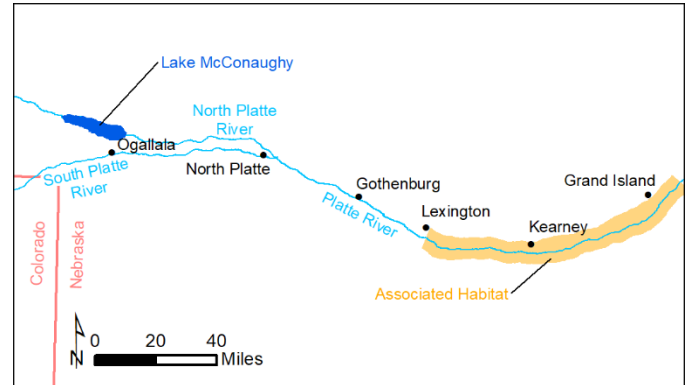 Lake McConaughy
North Platte
River
Ogallala
North Platte
South Platte
River
Gothenburg
Grand Island
Platte River
Lexington
Kearney
Colorado
Nebraska
Associated Habitat
N
0 20 40
Miles